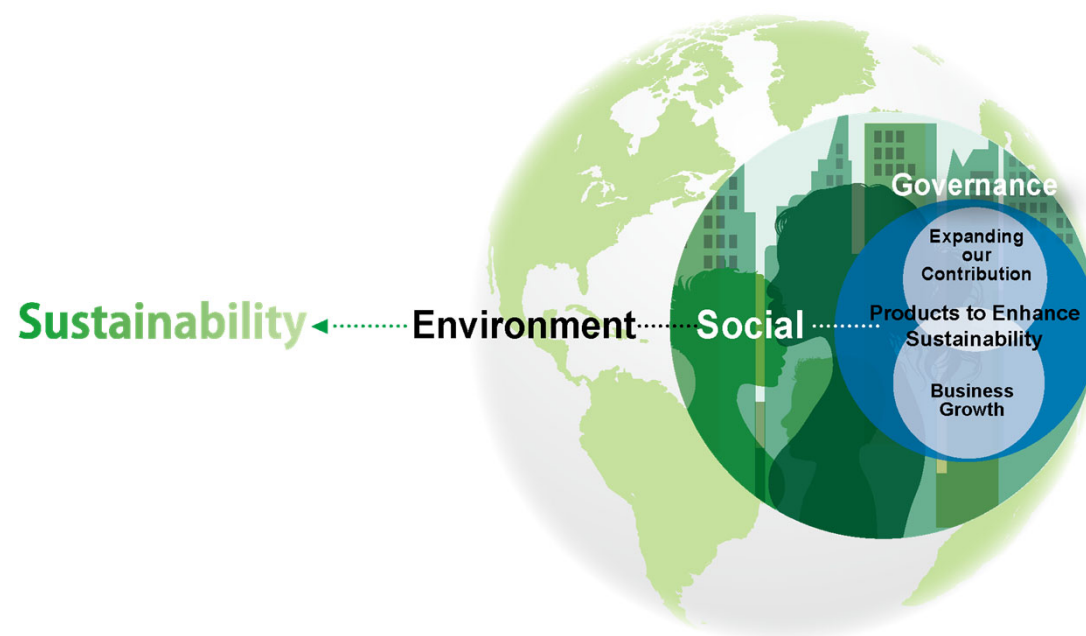 Governance
Expanding
our
Contribution
Products to Enhance
Sustainability
Business
Growth
Social
Environment
Sustainability